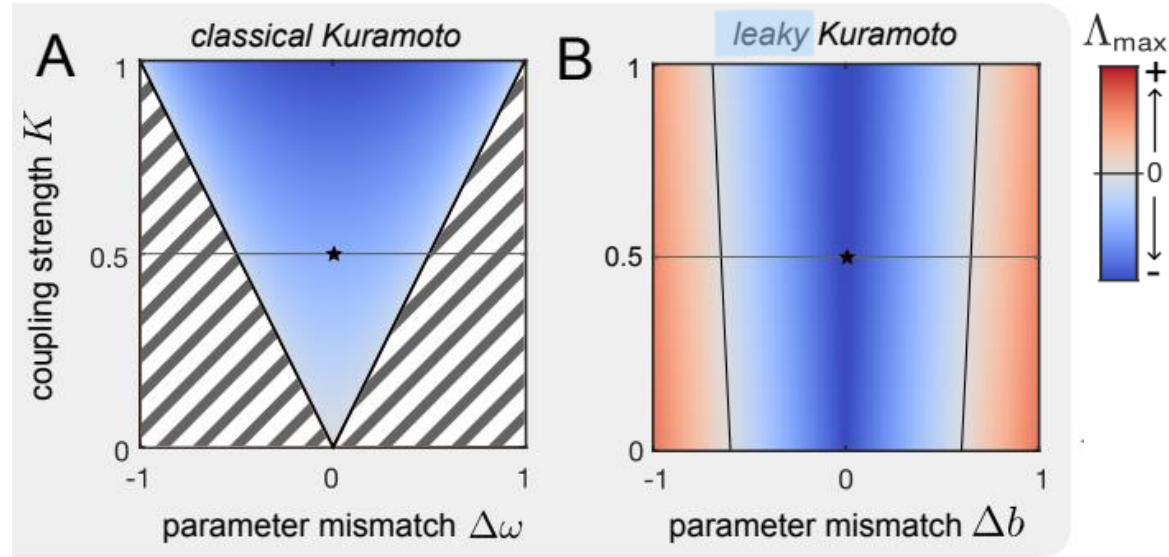 A
classical Kuramoto
coupling strength K
1
0.5
0
-1
0
1
parameter mismatch Δω
B
leaky Kuramoto
1
0.5
0
-1
0
1
parameter mismatch Δb
Λmax
+
0
-